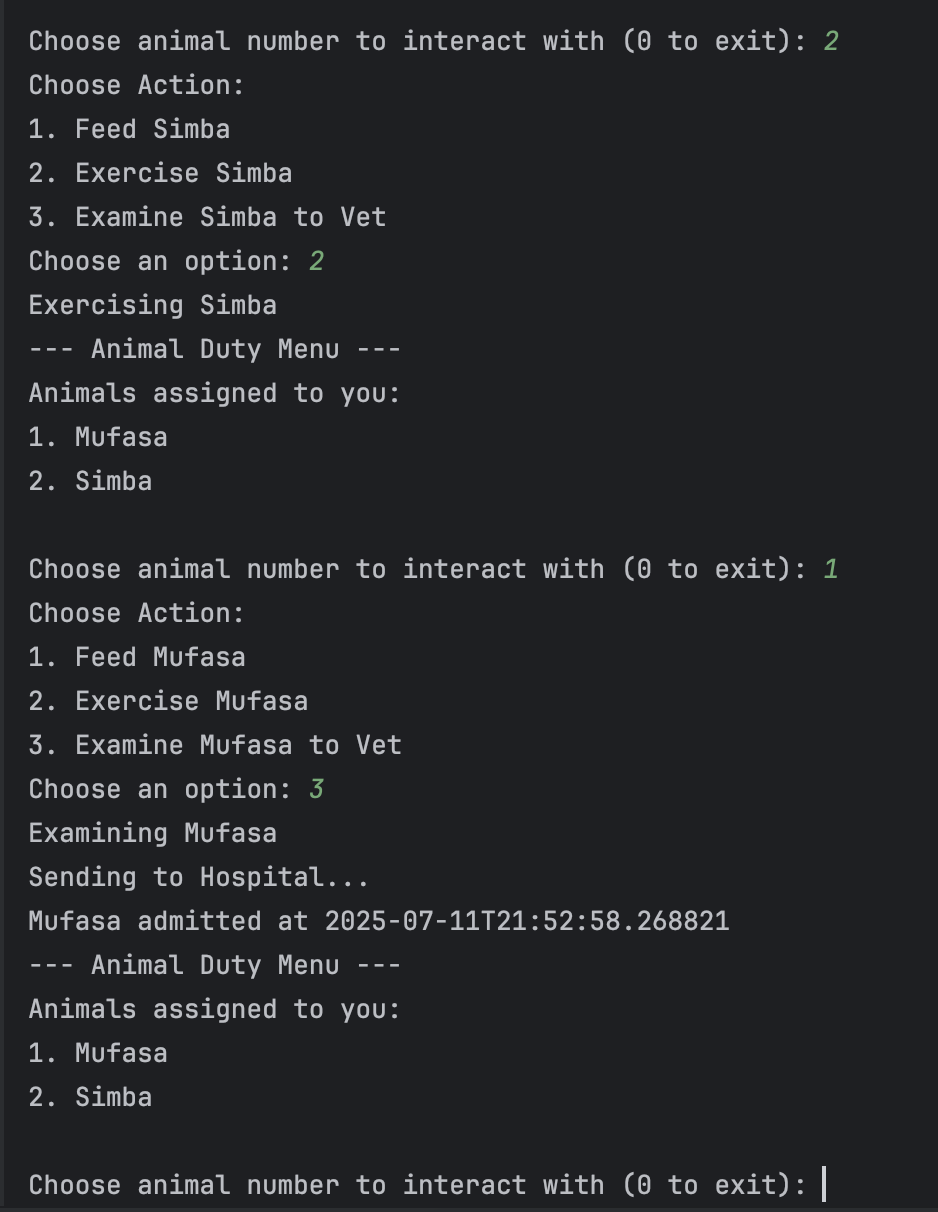 Choose animal number to interact with (0 to exit): 2
Choose Action:
1. Feed Simba
2. Exercise Simba
3. Examine Simba to Vet
Choose an option: 2
Exercising Simba
--- Animal Duty Menu ---
Animals assigned to you:
1. Mufasa
2. Simba
Choose animal number to interact with (0 to exit): 1
Choose Action:
1. Feed Mufasa
2. Exercise Mufasa
3. Examine Mufasa to Vet
Choose an option: 3
Examining Mufasa
Sending to Hospital...
Mufasa admitted at 2025-07-11T21:52:58.268821
--- Animal Duty Menu ---
Animals assigned to you:
1. Mufasa
2. Simba
Choose animal number to interact with (0 to exit):